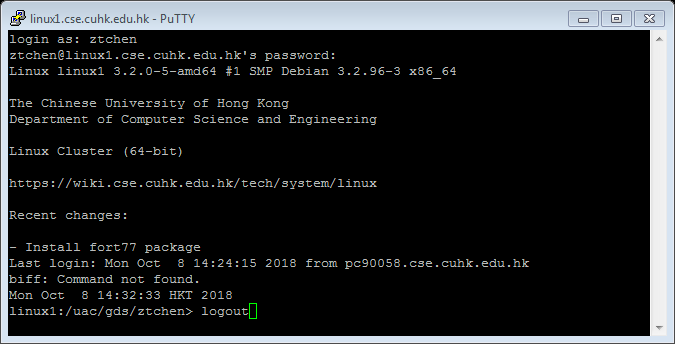 linux1.cse.cuhk.edu.hk - PuTTY
login as: ztchen
ztchen@linux1.cse.cuhk.edu.hk's password:
Linux linux1 3.2.0-5-amd64 #1 SMP Debian 3.2.96-3 x86_64
The Chinese University of Hong Kong
Department of Computer Science and Engineering
Linux Cluster (64-bit)
https://wiki.cse.cuhk.edu.hk/tech/system/linux
Recent changes:
- Install fort77 package
Last login: Mon Oct  8 14:24:15 2018 from pc90058.cse.cuhk.edu.hk
biff: Command not found.
Mon Oct  8 14:32:33 HKT 2018
linux1:/uac/gds/ztchen> logout